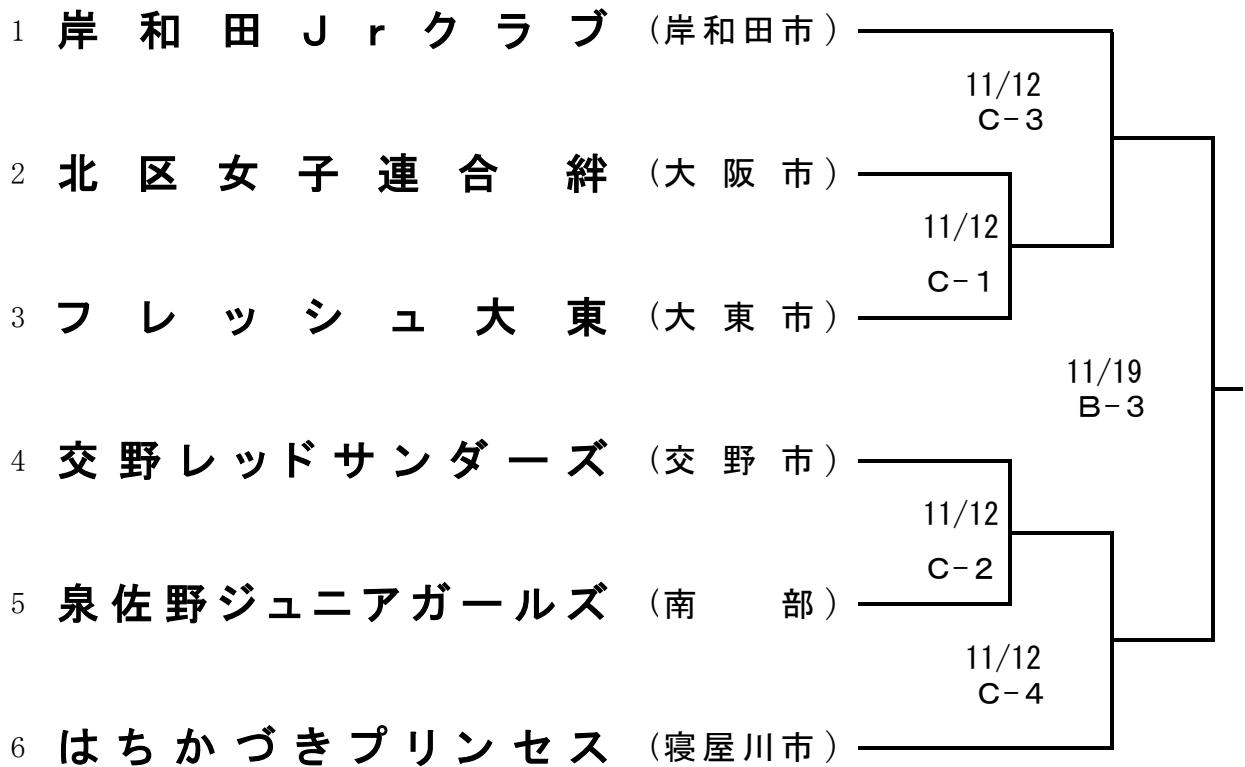 1 岸和田Jrクラブ (岸和田市)
11/12
C-3
2 北区女子連合 絆 (大阪市)
11/12
C-1
3 フレッシュ大東 (大東市)
11/19
B-3
4 交野レッドサンダーズ (交野市)
11/12
C-2
5 泉佐野ジュニアガールズ (南部)
11/12
C-4
6 はちかづきプリンセス (寝屋川市)